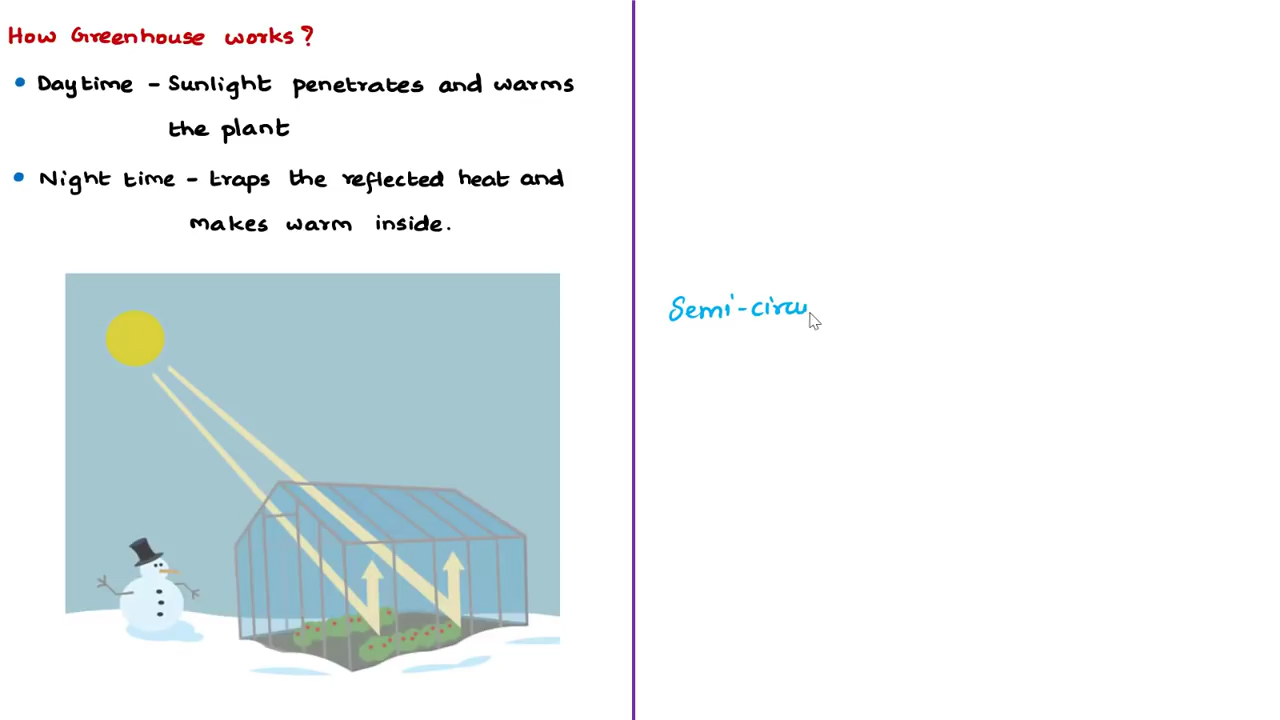 How Greenhouse works?
• Daytime - Sunlight penetrates and warms
the plant
• Night time - traps the reflected heat and
makes warm inside.
Semi-circu